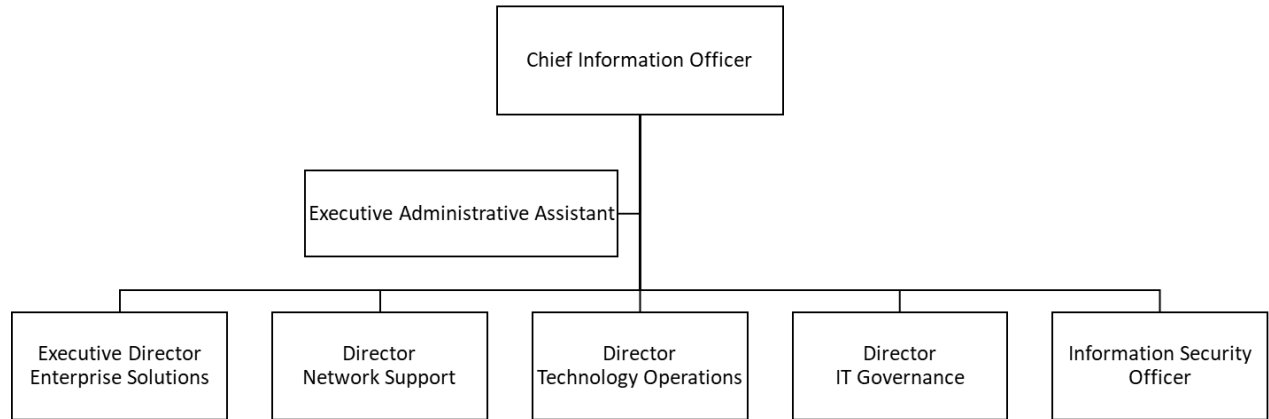 Chief Information Officer
Executive Administrative Assistant
Executive Director
Enterprise Solutions
Director
Network Support
Director
Technology Operations
Director
IT Governance
Information Security
Officer